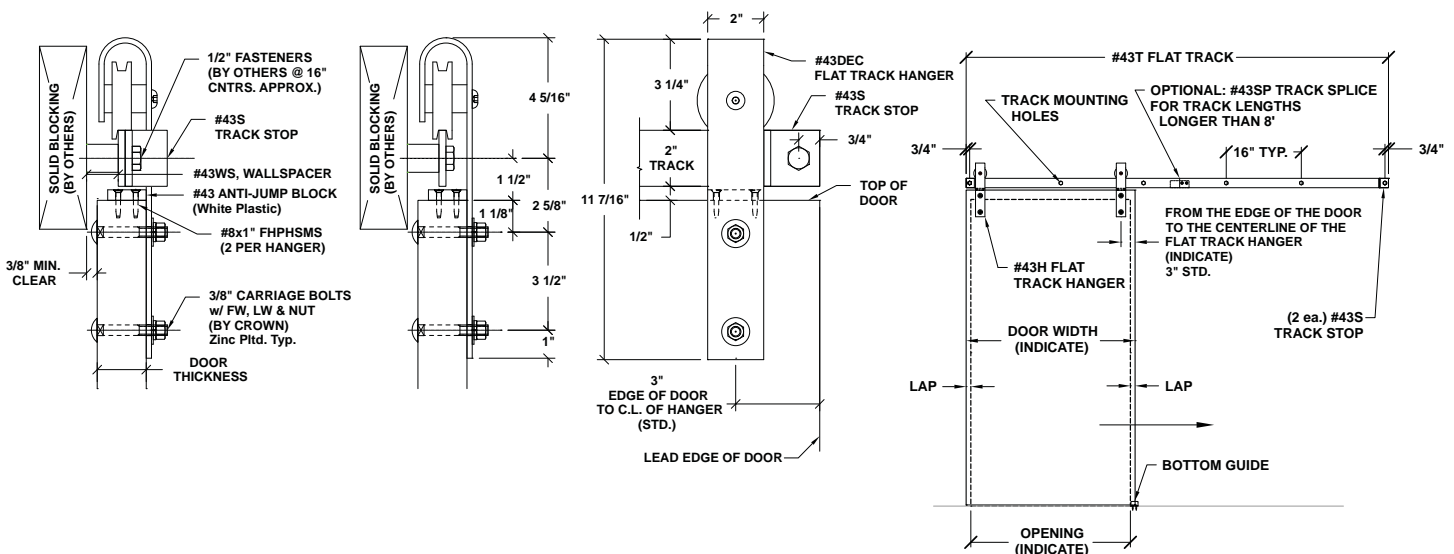 SOLID BLOCKING
(BY OTHERS)
1/2" FASTENERS
(BY OTHERS @ 16"
CNTRS. APPROX.)
#43S
TRACK STOP
#43WS, WALLSPACER
#43 ANTI-JUMP BLOCK
(White Plastic)
#8x1" FHPHSMS
(2 PER HANGER)
3/8" MIN.
CLEAR
3/8" CARRIAGE BOLTS
w/ FW, LW & NUT
(BY CROWN)
Zinc Pltd. Typ.
DOOR
THICKNESS
SOLID BLOCKING
(BY OTHERS)
4 5/16"
1 1/2"
1 1/8"
2 5/8"
3 1/2"
1"
2"
#43DEC
FLAT TRACK HANGER
3 1/4"
#43S
TRACK STOP
3/4"
2"
TRACK
11 7/16"
TOP OF
DOOR
1/2"
3"
EDGE OF DOOR
TO C.L. OF HANGER
(STD.)
LEAD EDGE OF DOOR
#43T FLAT TRACK
TRACK MOUNTING
HOLES
OPTIONAL: #43SP TRACK SPLICE
FOR TRACK LENGTHS
LONGER THAN 8'
3/4"
16" TYP.
3/4"
FROM THE EDGE OF THE DOOR
TO THE CENTERLINE OF THE
FLAT TRACK HANGER
(INDICATE)
3" STD.
#43H FLAT
TRACK HANGER
(2 ea.) #43S
TRACK STOP
DOOR WIDTH
(INDICATE)
LAP
LAP
BOTTOM GUIDE
OPENING
(INDICATE)